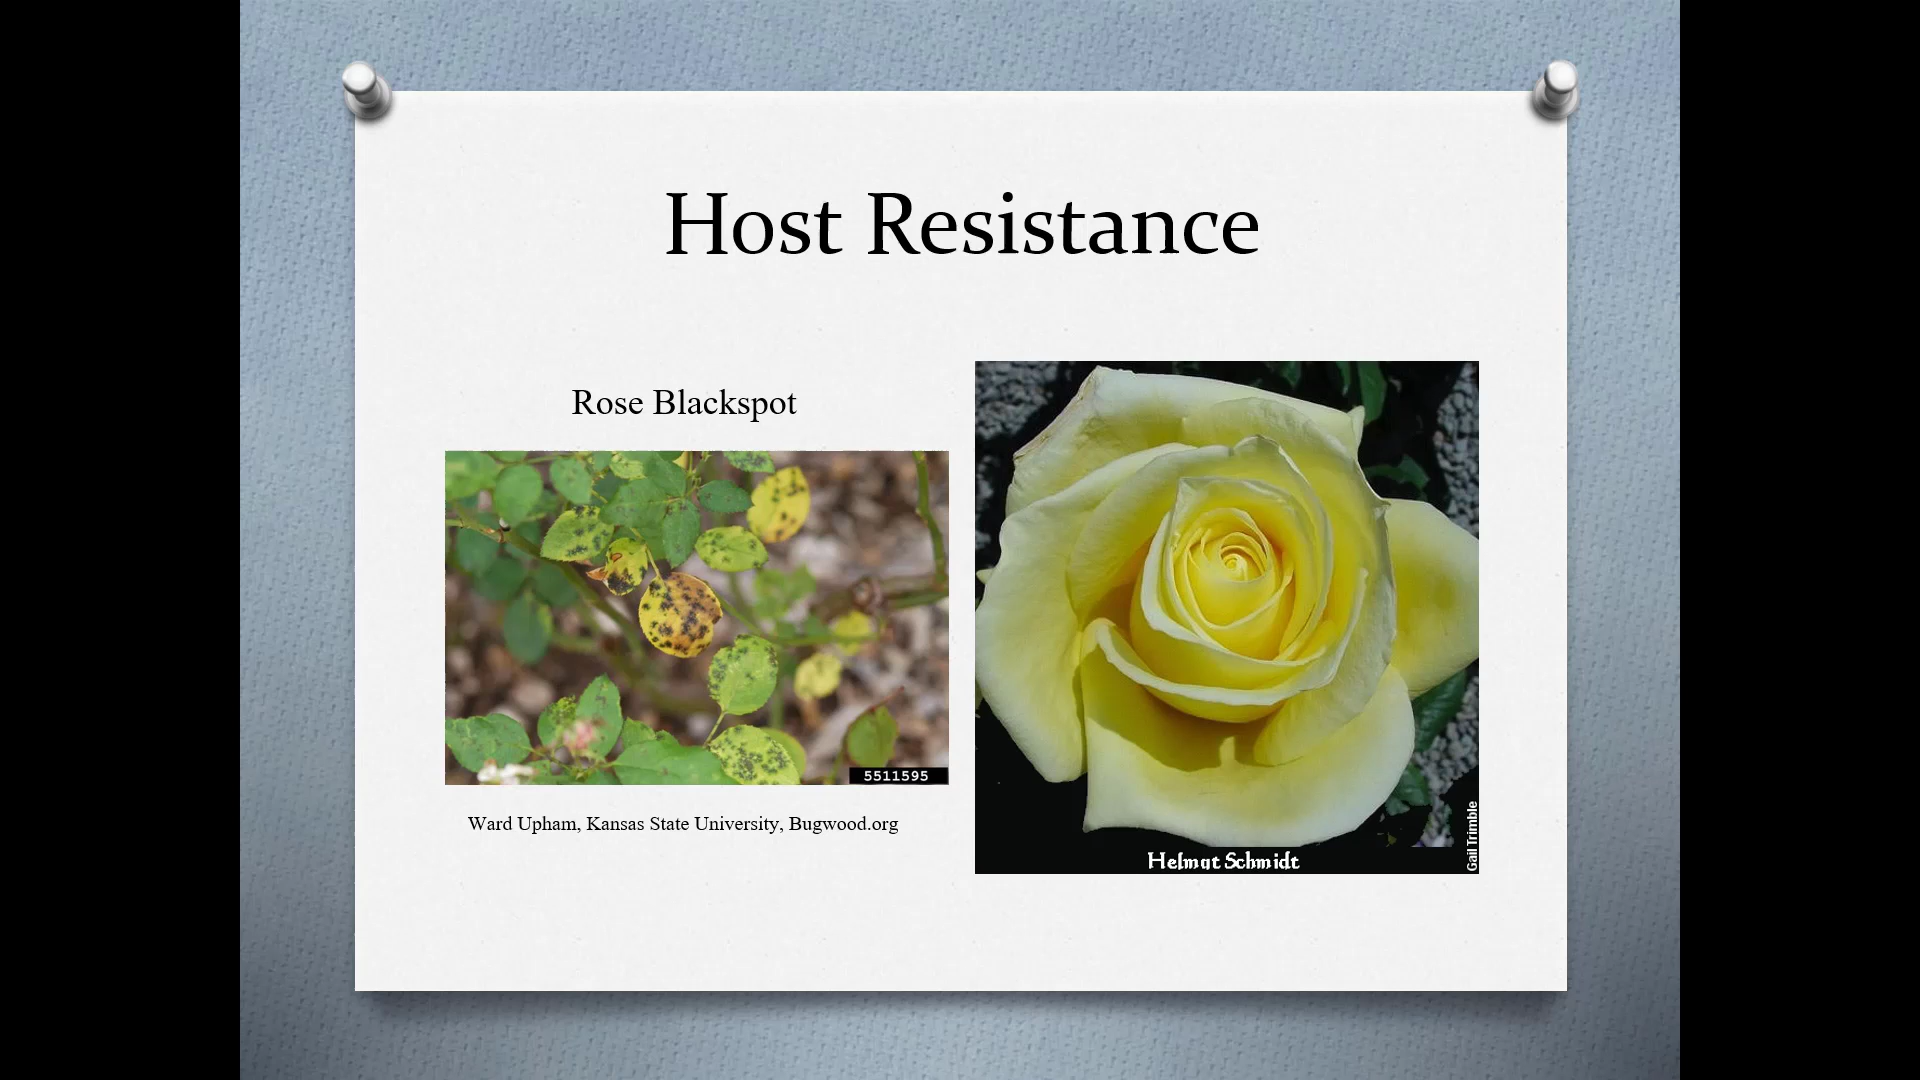 Host Resistance
Rose Blackspot
5511595
Ward Upham, Kansas State University, Bugwood.org
Helmut Schmidt
Gail Trimble